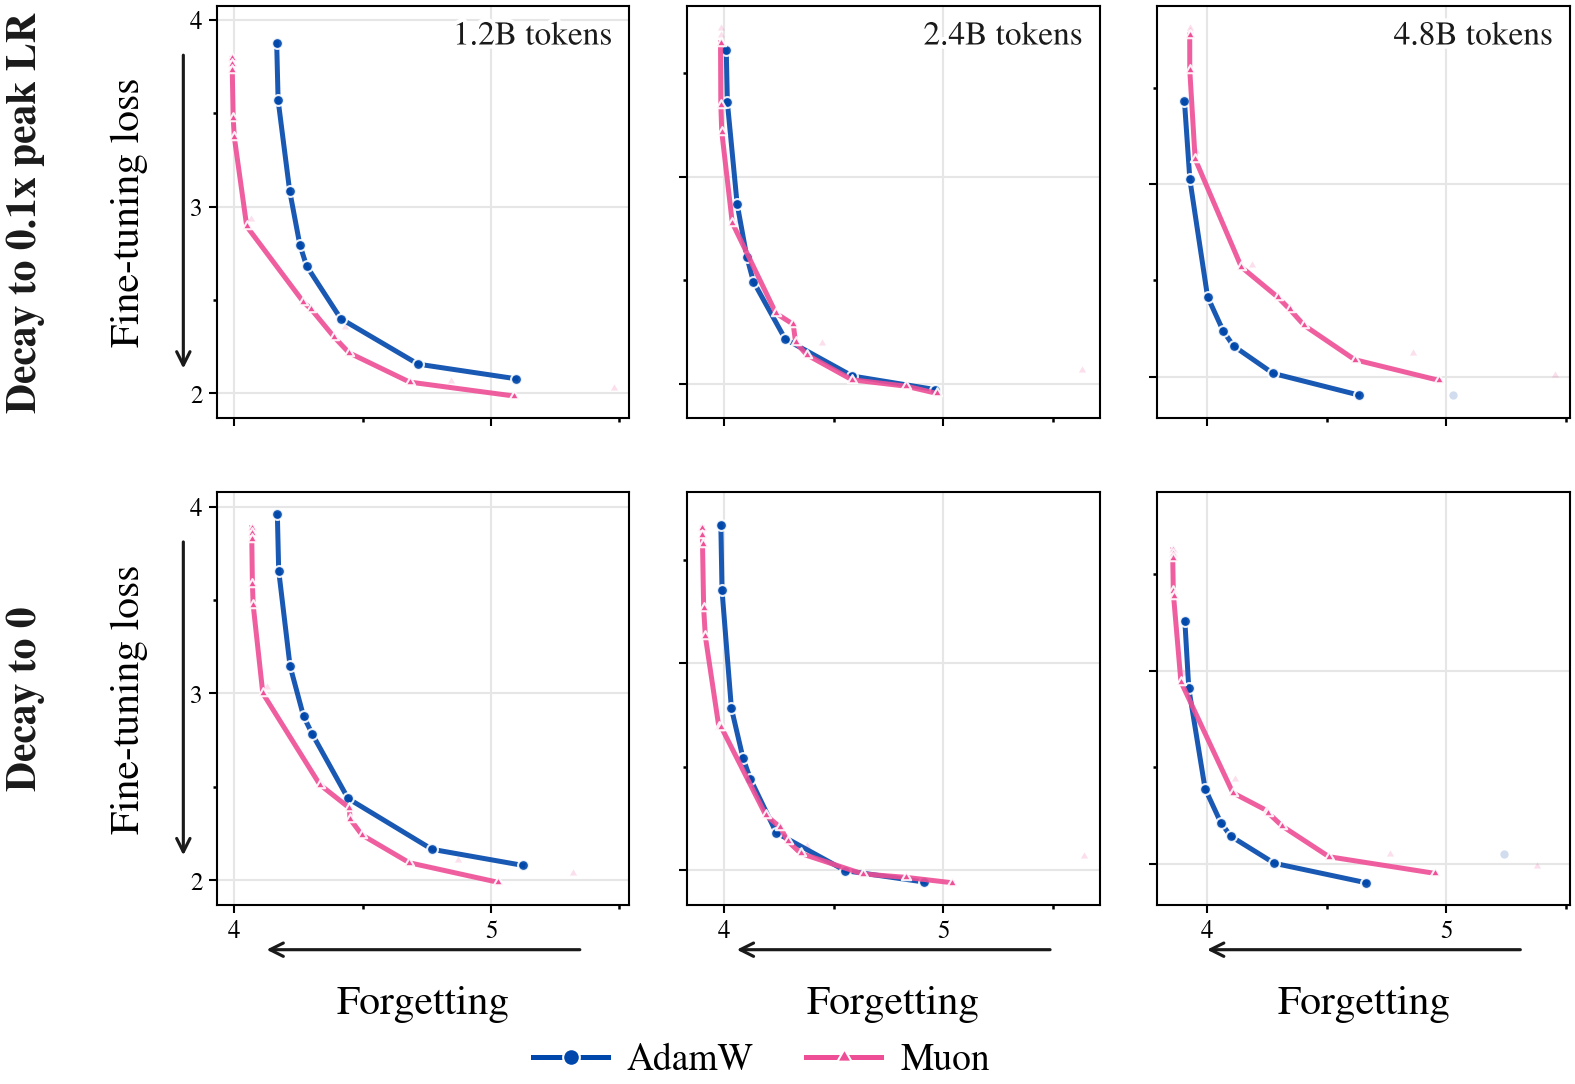 Decay to 0.1x peak LR
Fine-tuning loss
4
3
2
1.2B tokens
2.4B tokens
4.8B tokens
Decay to 0
Fine-tuning loss
4
3
2
4
5
4
5
4
5
Forgetting
Forgetting
Forgetting
AdamW
Muon